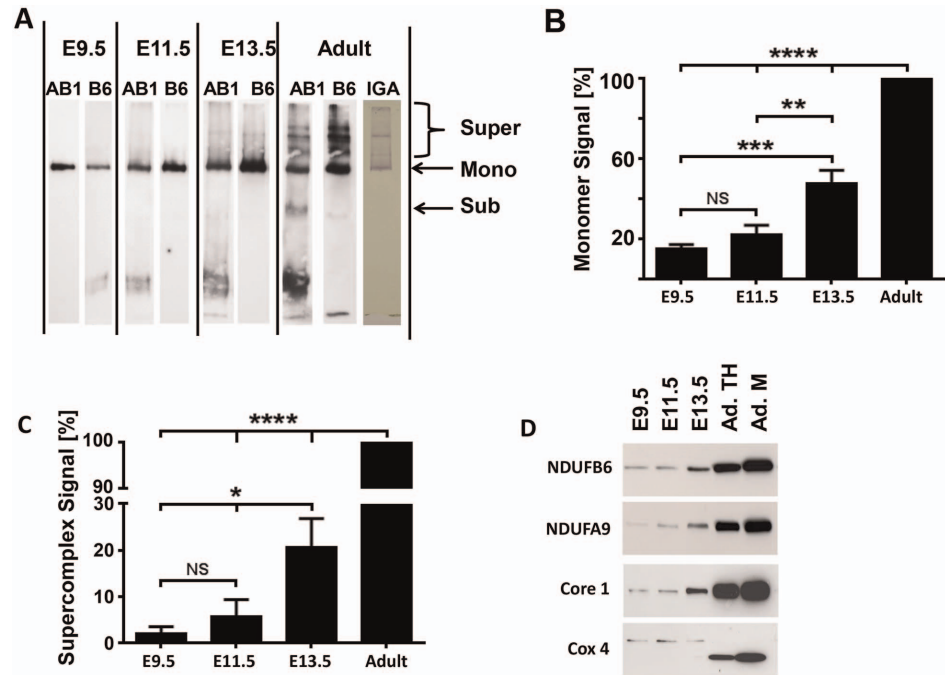 A
E9.5 E11.5 E13.5 Adult
AB1 B6 AB1 B6 AB1 B6 AB1 B6 IGA
Super
Mono
Sub
B
Monomer Signal [%]
****
**
***
NS
100
60
20
E9.5 E11.5 E13.5 Adult
C
Supercomplex Signal [%]
****
*
NS
100
90
30
20
10
0
E9.5 E11.5 E13.5 Adult
D
E9.5 E11.5 E13.5 Ad. TH Ad. M
NDUFB6
NDUFA9
Core 1
Cox 4